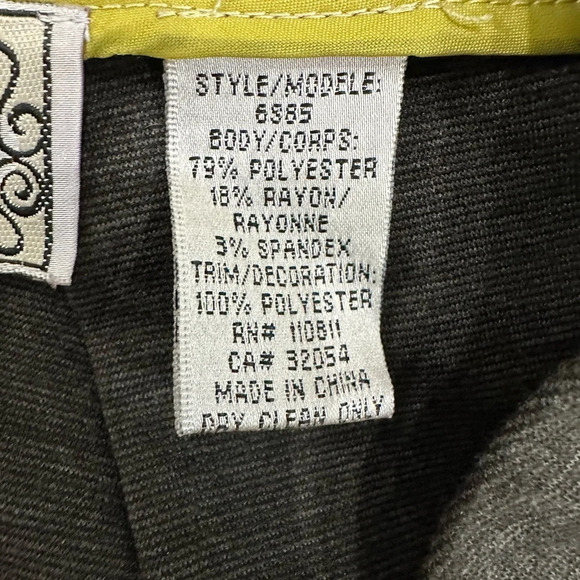 STYLE/MODELE:
6385
BODY/CORPS:
79% POLYESTER
18% RAYON/
RAYONNE
3% SPANDEX
TRIM/DECORATION:
100% POLYESTER
RN# 110811
CA# 32054
MADE IN CHINA
DRY CLEAN ONLY